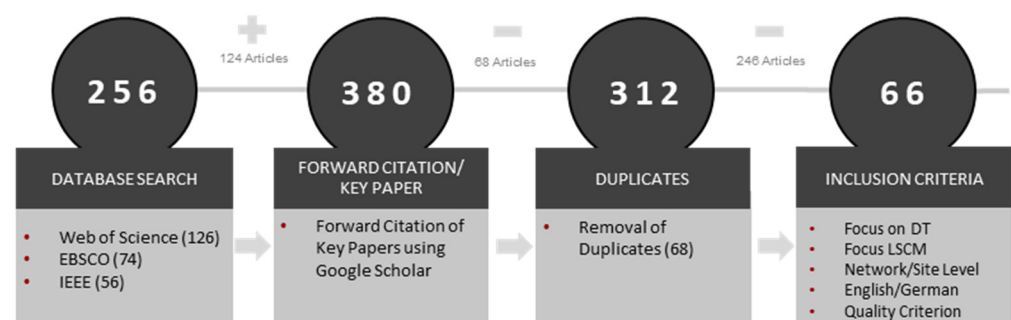 +
124 Articles
−
68 Articles
−
246 Articles
256
380
312
66
DATABASE SEARCH
FORWARD CITATION/
KEY PAPER
DUPLICATES
INCLUSION CRITERIA
• Web of Science (126)
• EBSCO (74)
• IEEE (56)
• Forward Citation of
Key Papers using
Google Scholar
• Removal of
Duplicates (68)
• Focus on DT
• Focus LSCM
• Network/Site Level
• English/German
• Quality Criterion